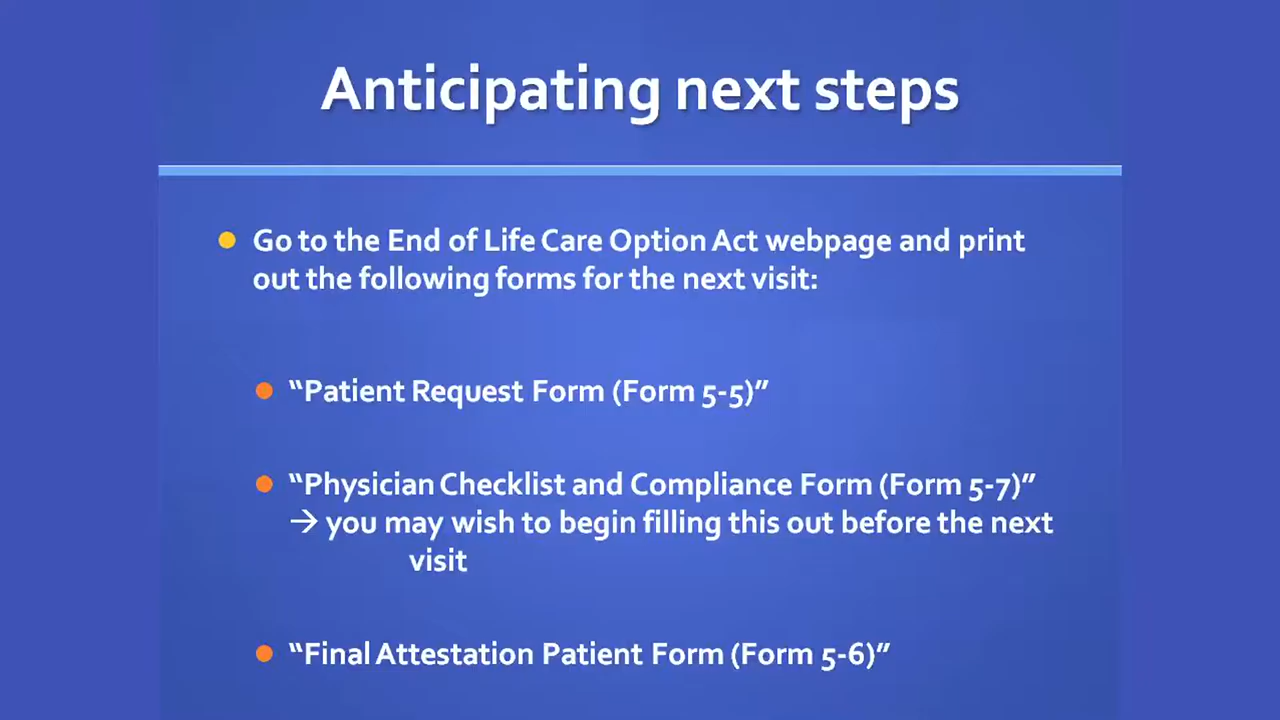 Anticipating next steps
Go to the End of Life Care Option Act webpage and print
out the following forms for the next visit:
“Patient Request Form (Form 5-5)”
“Physician Checklist and Compliance Form (Form 5-7)”
→ you may wish to begin filling this out before the next
visit
“Final Attestation Patient Form (Form 5-6)”